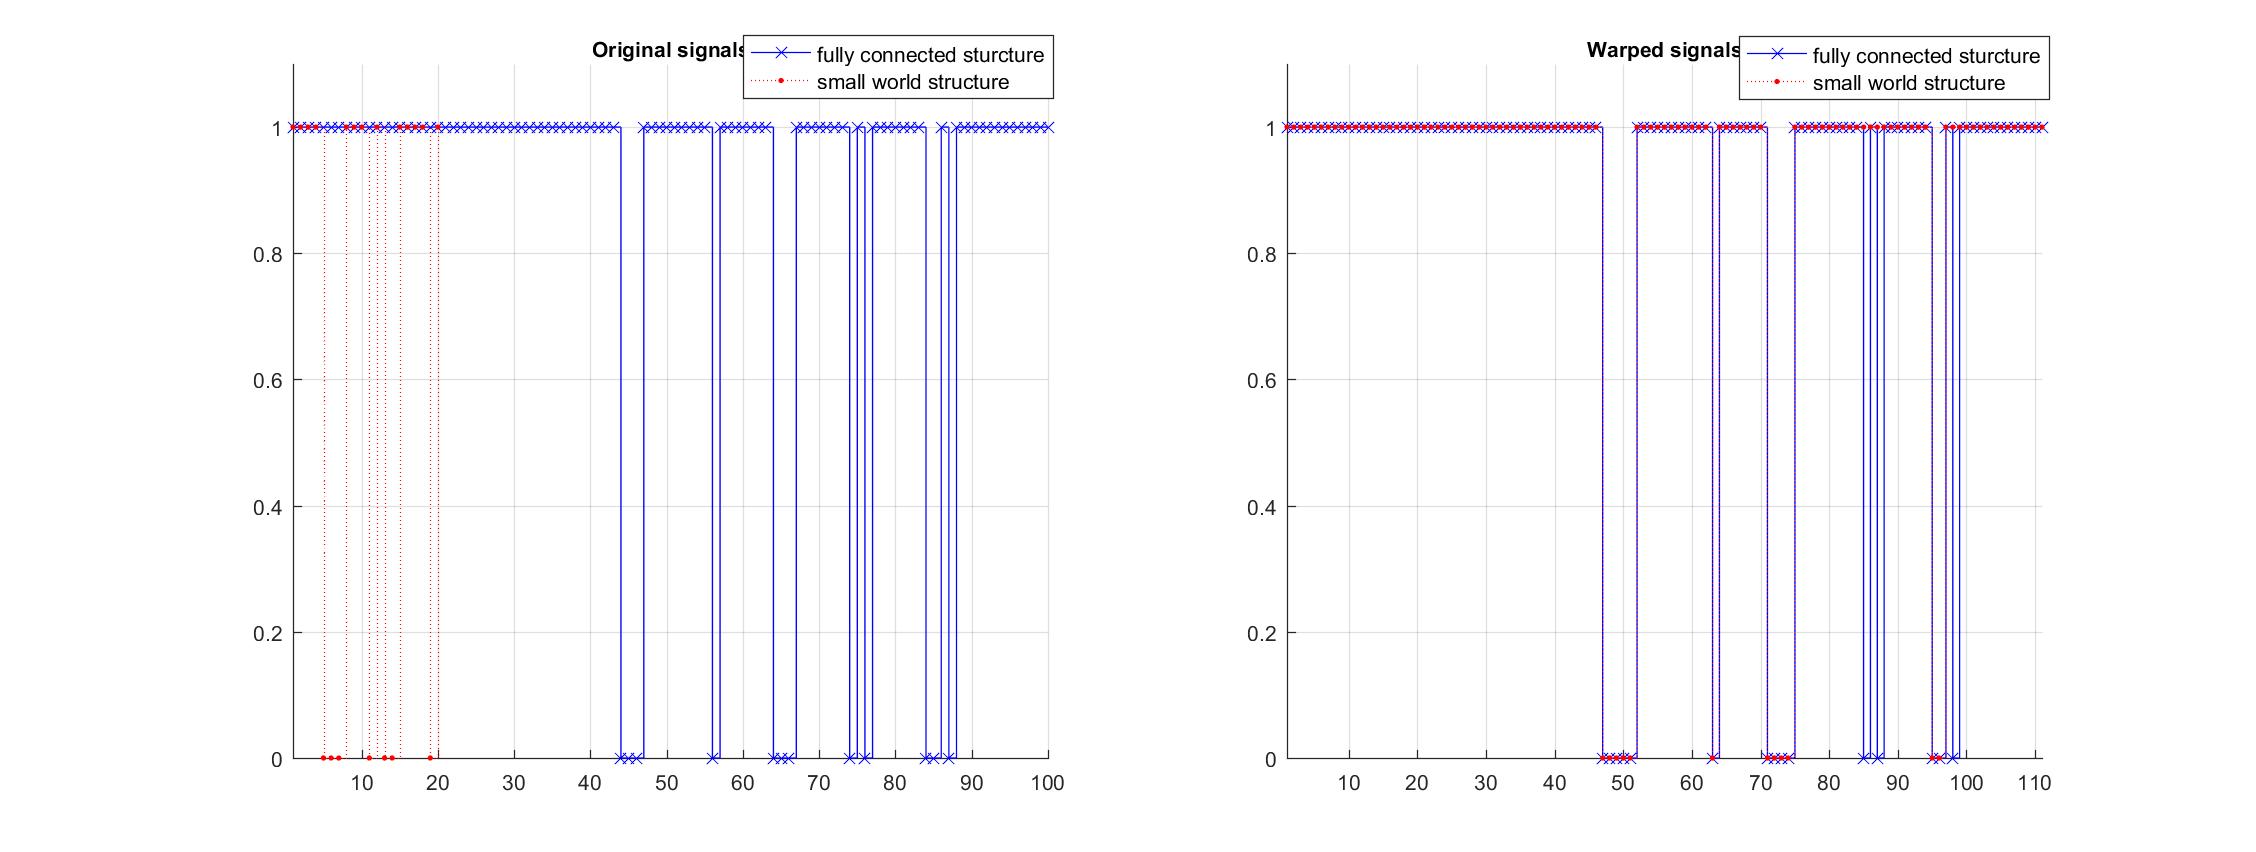 Original signals
fully connected sturcture
small world structure
1
0.8
0.6
0.4
0.2
0
10 20 30 40 50 60 70 80 90 100
Warped signals
fully connected sturcture
small world structure
1
0.8
0.6
0.4
0.2
0
10 20 30 40 50 60 70 80 90 100 110